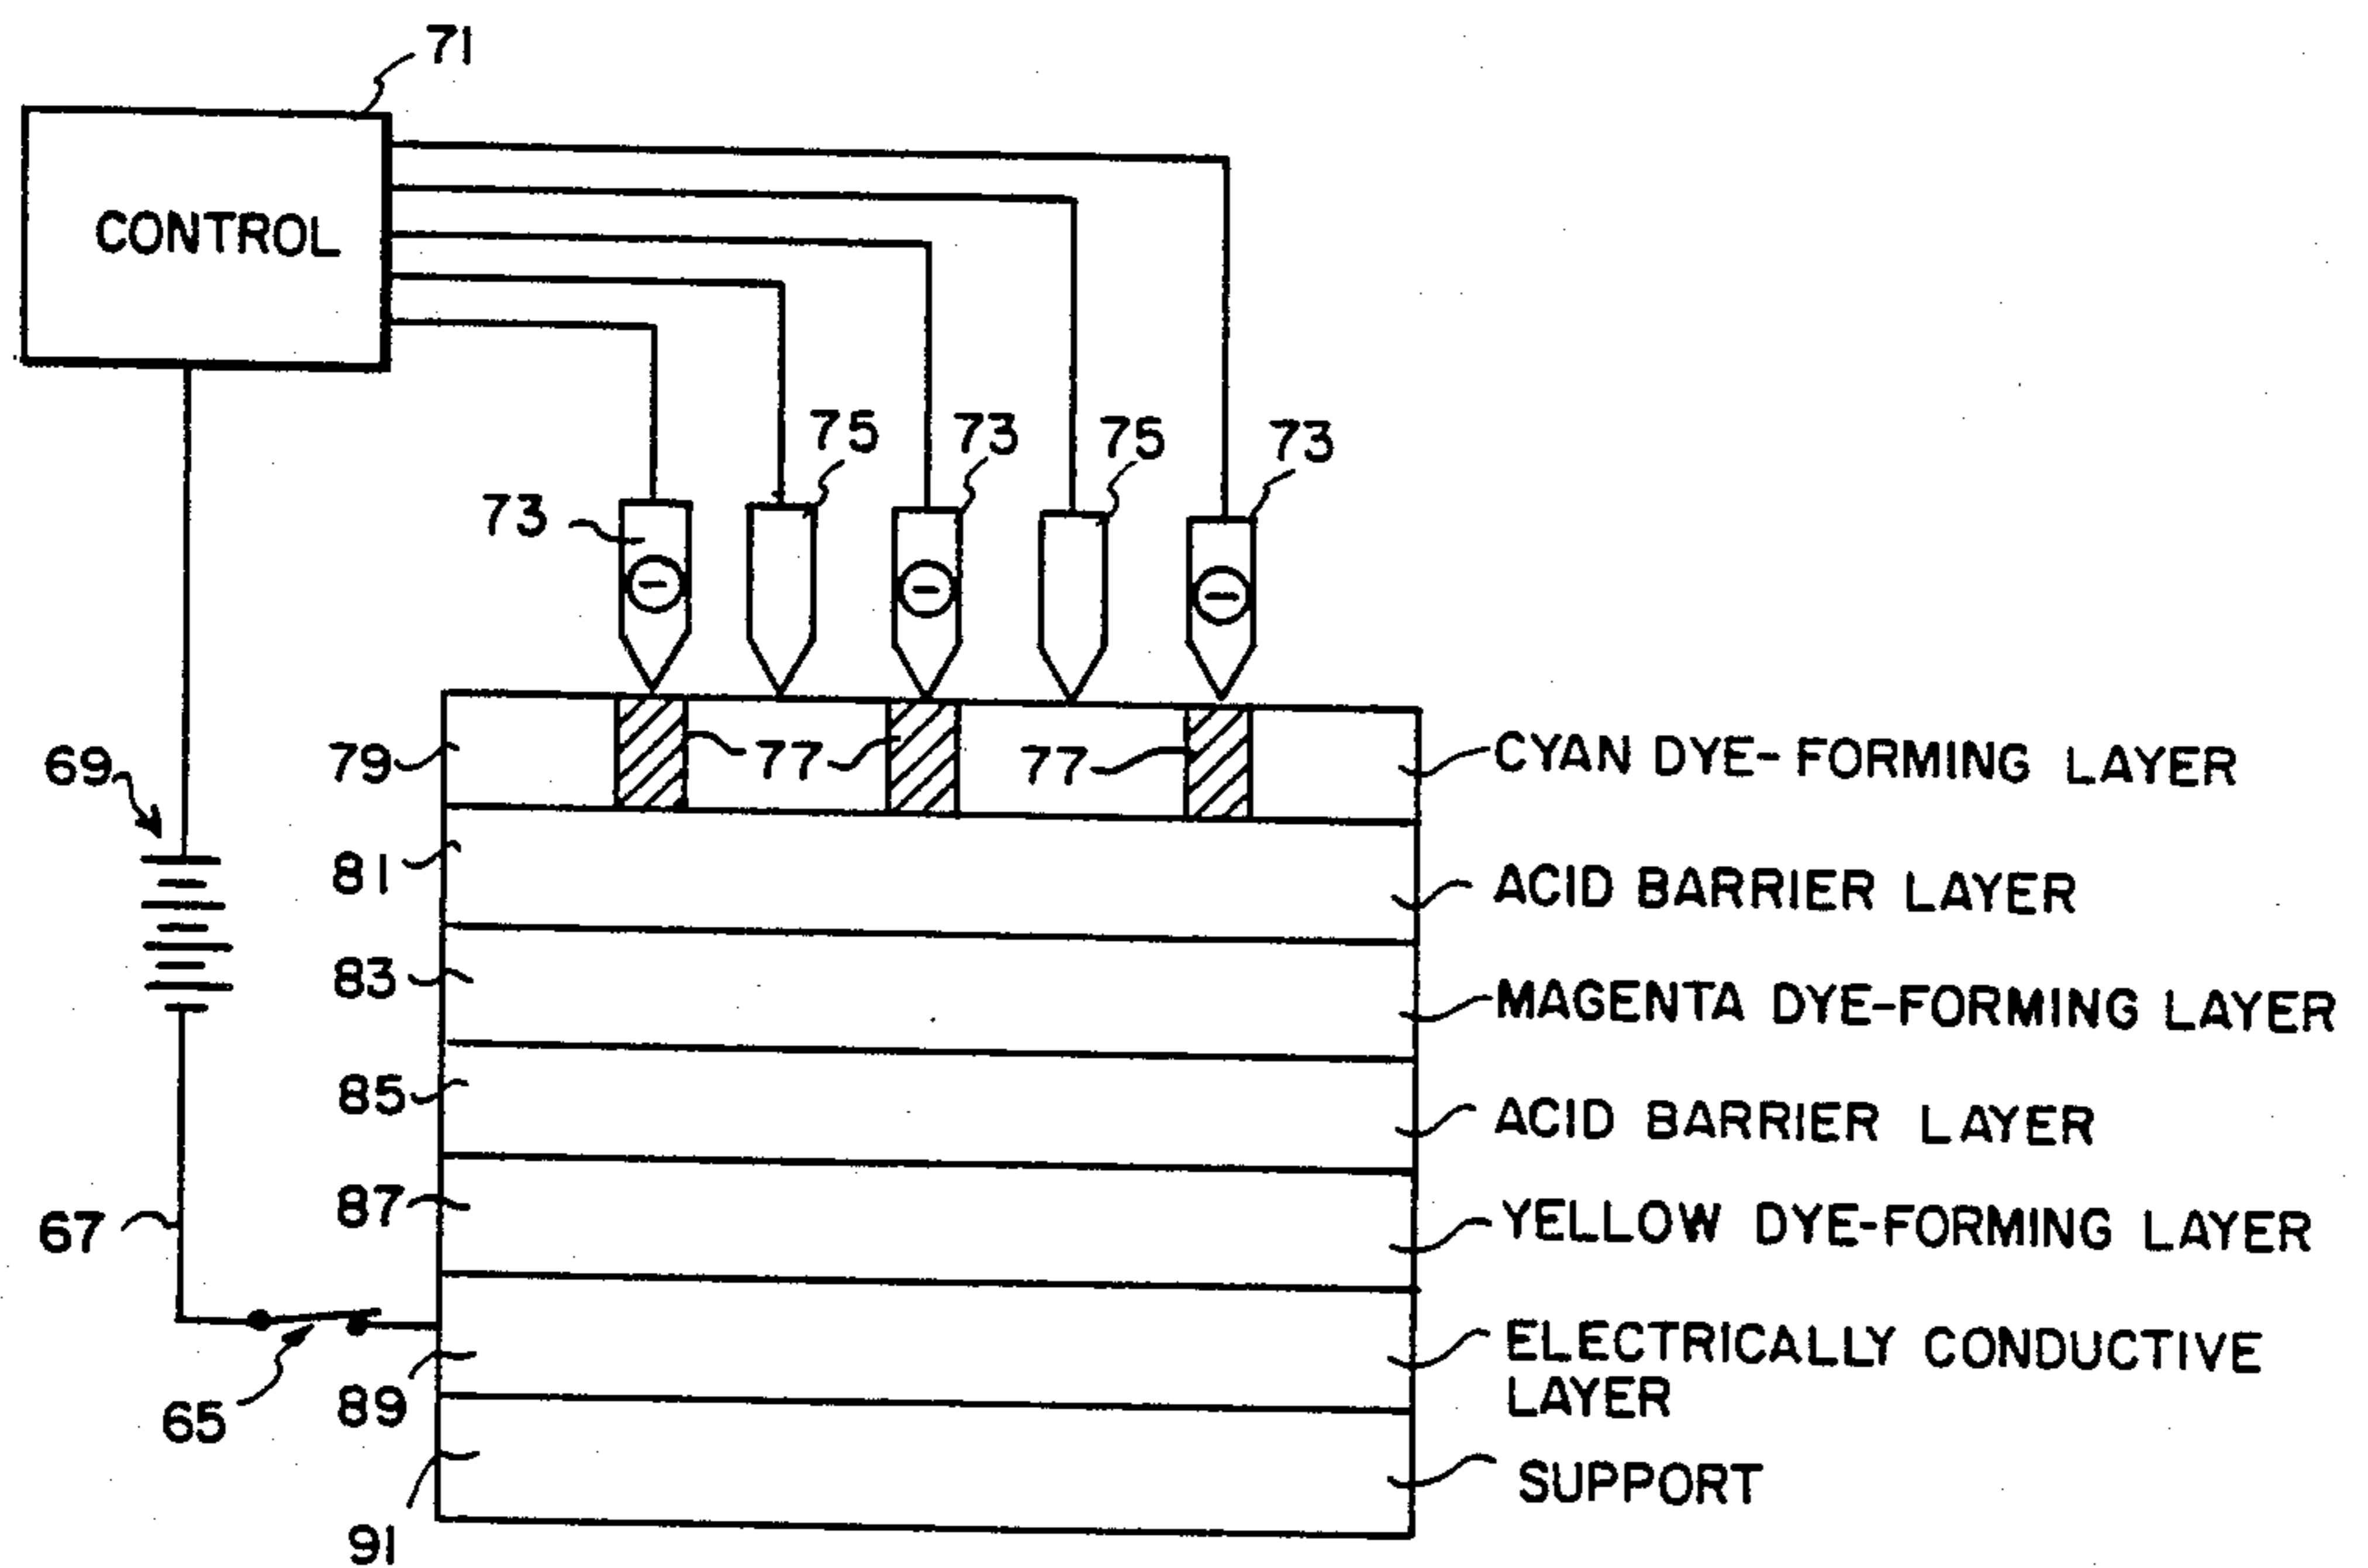 71
CONTROL
75
73
75
73
73
⊖
⊖
⊖
69
79
77
77
CYAN DYE-FORMING LAYER
81
ACID BARRIER LAYER
83
MAGENTA DYE-FORMING LAYER
85
ACID BARRIER LAYER
67
87
YELLOW DYE-FORMING LAYER
65
89
ELECTRICALLY CONDUCTIVE
LAYER
91
SUPPORT